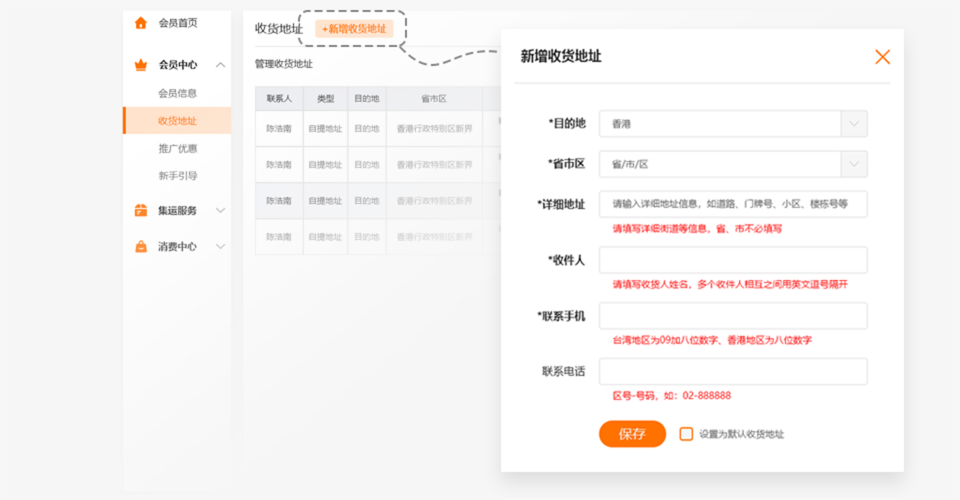 会员首页
会员中心
会员信息
收货地址
推广优惠
新手引导
集运服务
消费中心
收货地址
+新增收货地址
管理收货地址
联系人 类型 目的地 省市区
陈浩南 自提地址 目的地 香港行政特别区新界
陈浩南 自提地址 目的地 香港行政特别区新界
陈浩南 自提地址 目的地 香港行政特别区新界
陈浩南 自提地址 目的地 香港行政特别区新界
新增收货地址
*目的地 香港
*省市区 省/市/区
*详细地址 请输入详细地址信息，如道路、门牌号、小区、楼栋号等
请填写详细街道等信息，省、市不必填写
*收件人
请填写收货人姓名，多个收件人相互之间用英文逗号隔开
*联系手机
台湾地区为09加八位数字、香港地区为八位数字
联系电话
区号-号码，如：02-888888
保存 设置为默认收货地址